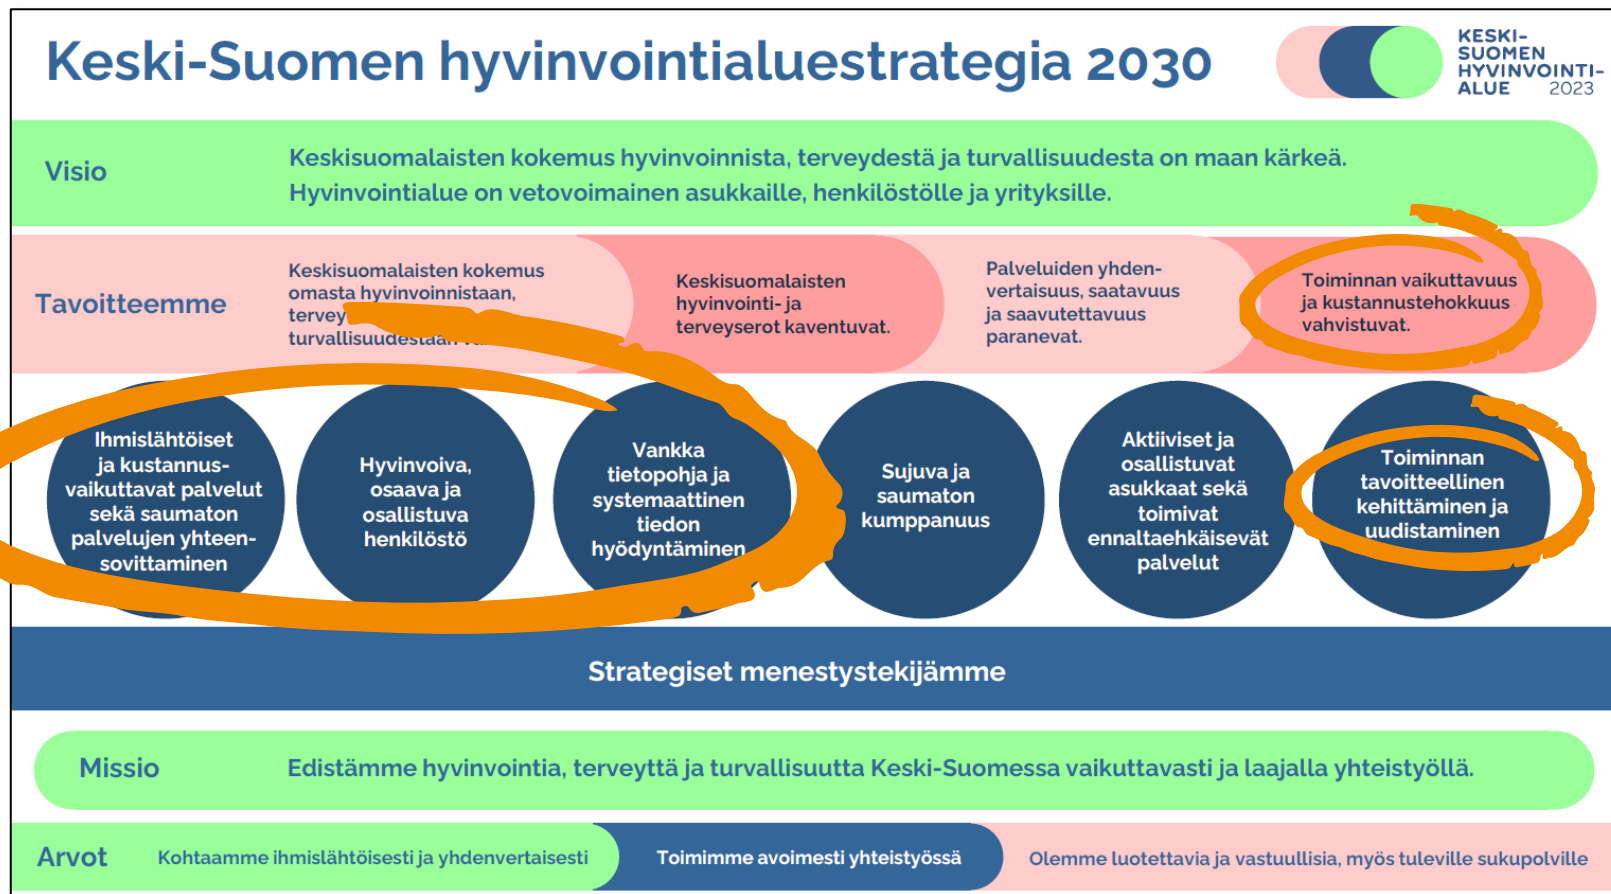 Keski-Suomen hyvinvointialuestrategia 2030
KESKI-
SUOMEN
HYVINVOINTI-
ALUE 2023
Visio
Keskisuomalaisten kokemus hyvinvoinnista, terveydestä ja turvallisuudesta on maan kärkeä.
Hyvinvointialue on vetovoimainen asukkaille, henkilöstölle ja yrityksille.
Tavoitteemme
Keskisuomalaisten kokemus
omasta hyvinvoinnistaan,
turvallisuudestaan
Keskisuomalaisten
hyvinvointi- ja
terveyserot kaventuvat.
Palveluiden yhden-
vertaisuus, saatavuus
ja saavutettavuus
paranevat.
Toiminnan vaikuttavuus
ja kustannustehokkuus
vahvistuvat.
Ihmislähtöiset
ja kustannus-
vaikuttavat palvelut
sekä saumaton
palvelujen yhteen-
sovittaminen
Hyvinvoiva,
osaava ja
osallistuva
henkilöstö
Vankka
tietopohja ja
systemaattinen
tiedon
hyödyntäminen
Sujuva ja
saumaton
kumppanuus
Aktiiviset ja
osallistuvat
asukkaat sekä
toimivat
ennaltaehkäisevät
palvelut
Toiminnan
tavoitteellinen
kehittäminen ja
uudistaminen
Strategiset menestystekijämme
Missio
Edistämme hyvinvointia, terveyttä ja turvallisuutta Keski-Suomessa vaikuttavasti ja laajalla yhteistyöllä.
Arvot
Kohtaamme ihmislähtöisesti ja yhdenvertaisesti
Toimimme avoimesti yhteistyössä
Olemme luotettavia ja vastuullisia, myös tuleville sukupolville